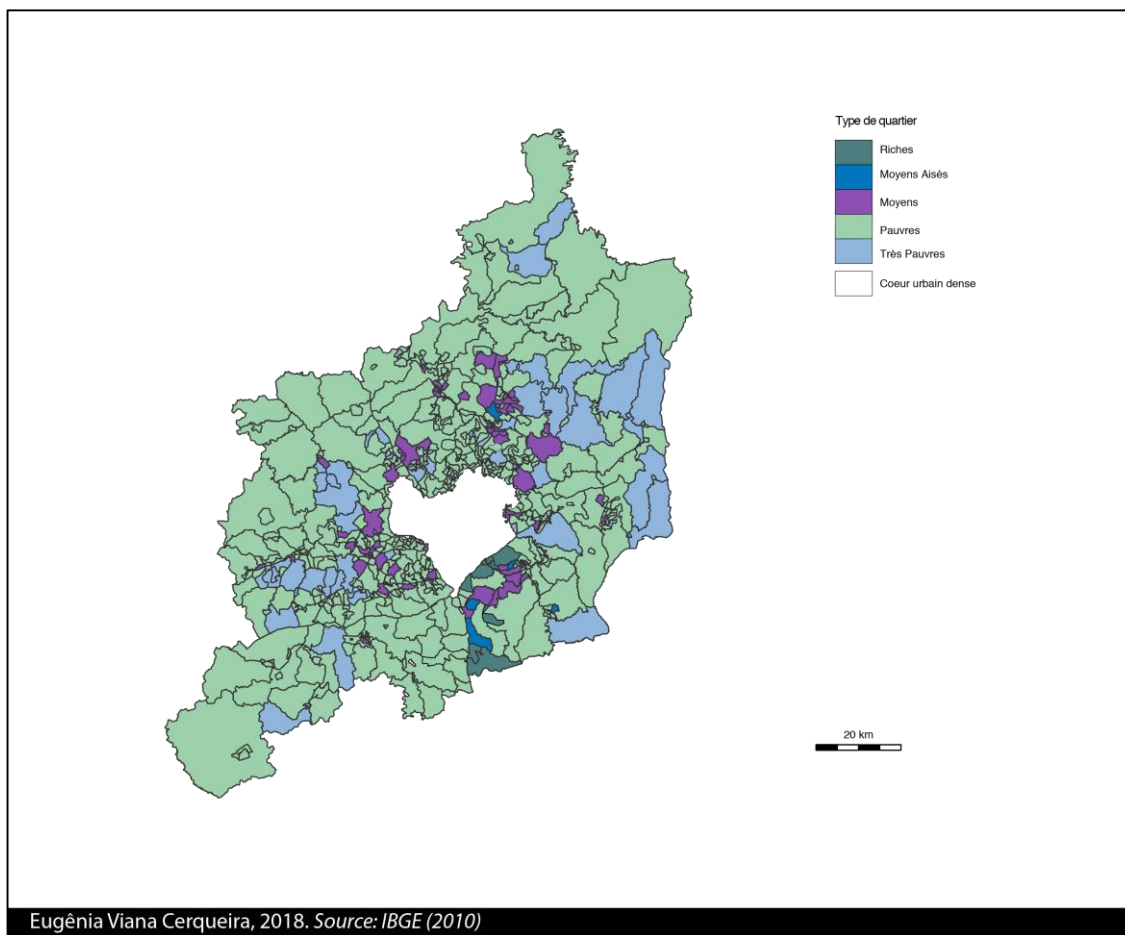 Type de quartier
Riches
Moyens Aisés
Moyens
Pauvres
Très Pauvres
Coeur urbain dense
20 km
Eugênia Viana Cerqueira, 2018. Source: IBGE (2010)